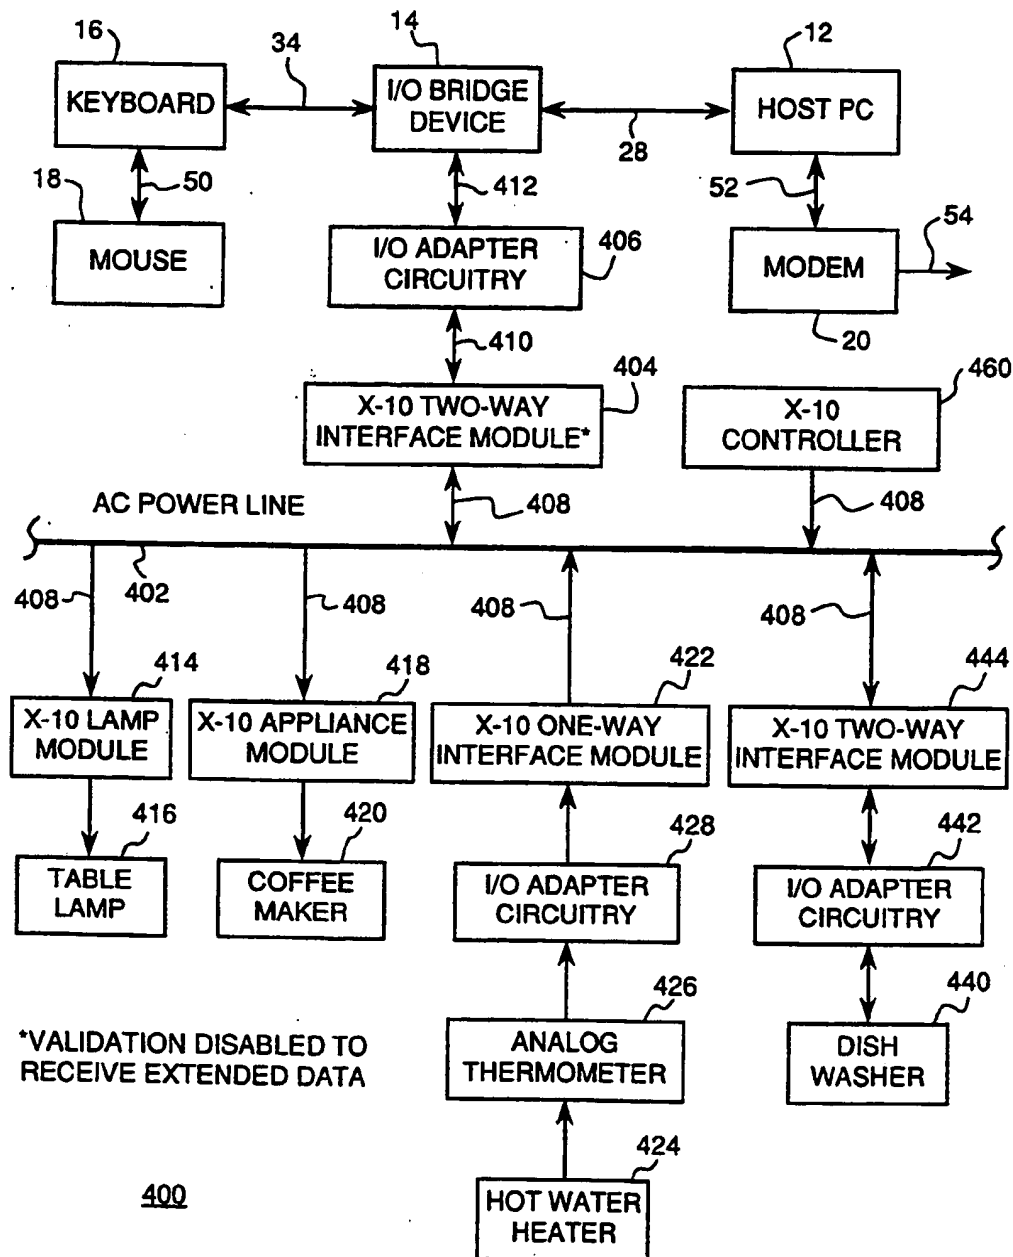 16
34
14
12
KEYBOARD
I/O BRIDGE
DEVICE
HOST PC
28
18
50
412
52
54
MOUSE
I/O ADAPTER
CIRCUITRY
406
MODEM
410
20
404
460
X-10 TWO-WAY
INTERFACE MODULE*
X-10
CONTROLLER
AC POWER LINE
408
408
402
408
408
408
408
414
418
422
444
X-10 LAMP
MODULE
X-10 APPLIANCE
MODULE
X-10 ONE-WAY
INTERFACE MODULE
X-10 TWO-WAY
INTERFACE MODULE
416
420
428
442
TABLE
LAMP
COFFEE
MAKER
I/O ADAPTER
CIRCUITRY
I/O ADAPTER
CIRCUITRY
426
440
*VALIDATION DISABLED TO
RECEIVE EXTENDED DATA
ANALOG
THERMOMETER
DISH
WASHER
424
400
HOT WATER
HEATER